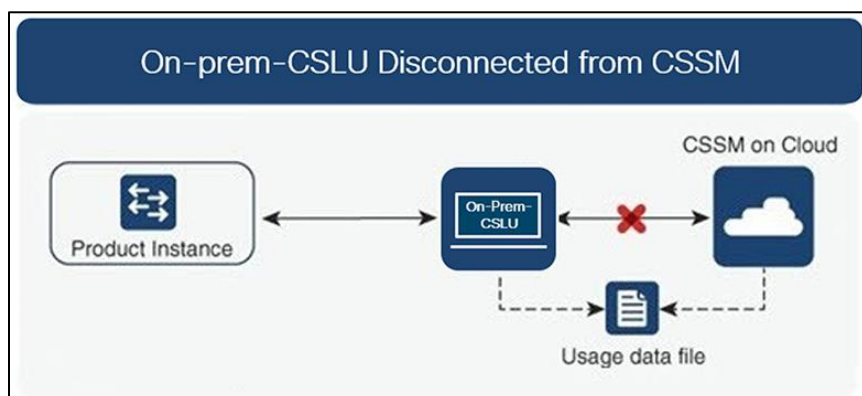 On-prem-CSLU Disconnected from CSSM
CSSM on Cloud
On-Prem-
CSLU
Product Instance
Usage data file